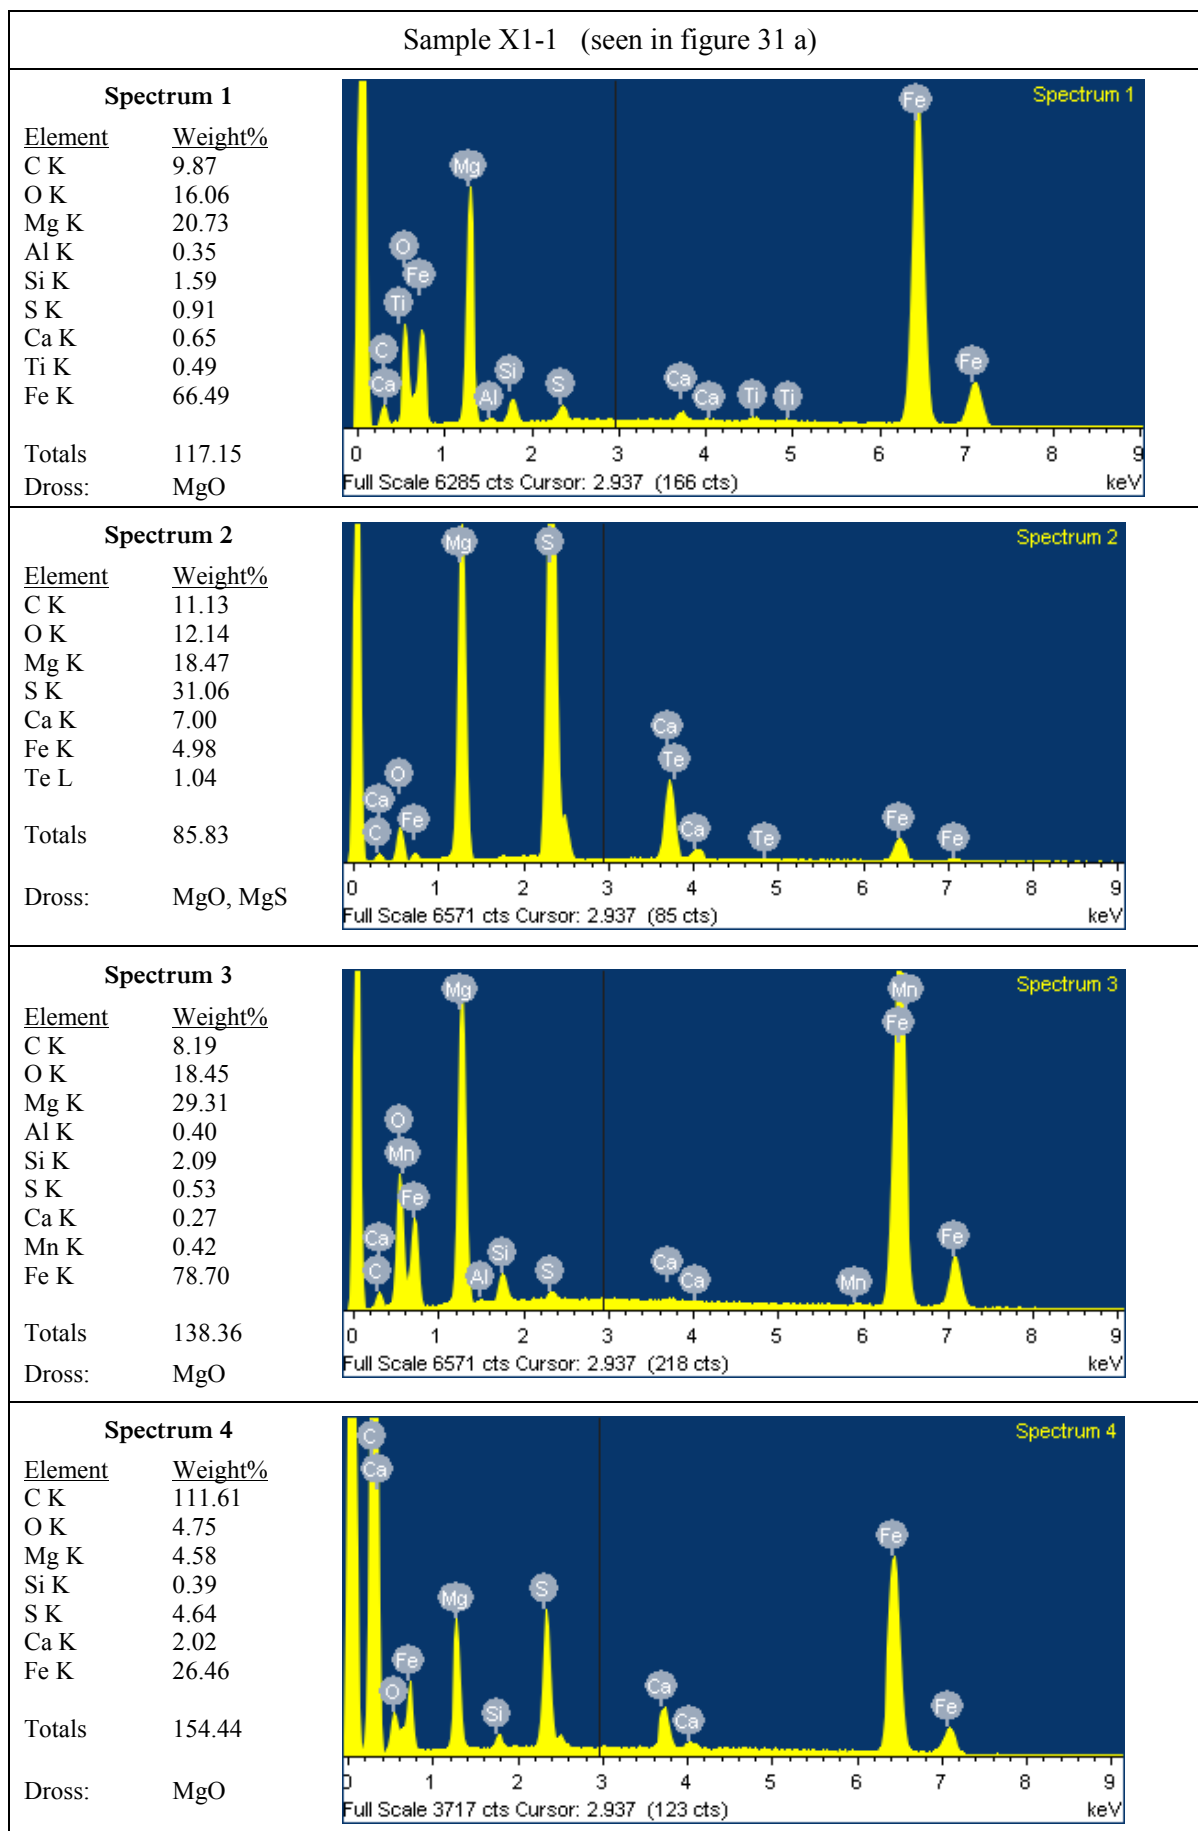 Sample X1-1 (seen in figure 31 a)
Spectrum 1
Element Weight%
C K 9.87
O K 16.06
Mg K 20.73
Al K 0.35
Si K 1.59
S K 0.91
Ca K 0.65
Ti K 0.49
Fe K 66.49
Totals 117.15
Dross: MgO
Spectrum 1
Fe
Mg
O
Fe
Ti
C
Ca
Al
Si
S
Ca
Ca
Ti
Ti
Fe
0 1 2 3 4 5 6 7 8 9
Full Scale 6285 cts Cursor: 2.937 (166 cts) keV
Spectrum 2
Element Weight%
C K 11.13
O K 12.14
Mg K 18.47
S K 31.06
Ca K 7.00
Fe K 4.98
Te L 1.04
Totals 85.83
Dross: MgO, MgS
Spectrum 2
Mg
S
Ca
Te
O
Ca
C
Fe
Ca
Te
Fe
Fe
0 1 2 3 4 5 6 7 8 9
Full Scale 6571 cts Cursor: 2.937 (85 cts) keV
Spectrum 3
Element Weight%
C K 8.19
O K 18.45
Mg K 29.31
Al K 0.40
Si K 2.09
S K 0.53
Ca K 0.27
Mn K 0.42
Fe K 78.70
Totals 138.36
Dross: MgO
Spectrum 3
Mg
Mn
Fe
O
Mn
Fe
Ca
C
Al
Si
S
Ca
Ca
Mn
Fe
0 1 2 3 4 5 6 7 8 9
Full Scale 6571 cts Cursor: 2.937 (218 cts) keV
Spectrum 4
Element Weight%
C K 111.61
O K 4.75
Mg K 4.58
Si K 0.39
S K 4.64
Ca K 2.02
Fe K 26.46
Totals 154.44
Dross: MgO
Spectrum 4
C
Ca
Fe
Mg
S
Fe
O
Si
Ca
Ca
Fe
0 1 2 3 4 5 6 7 8 9
Full Scale 3717 cts Cursor: 2.937 (123 cts) keV